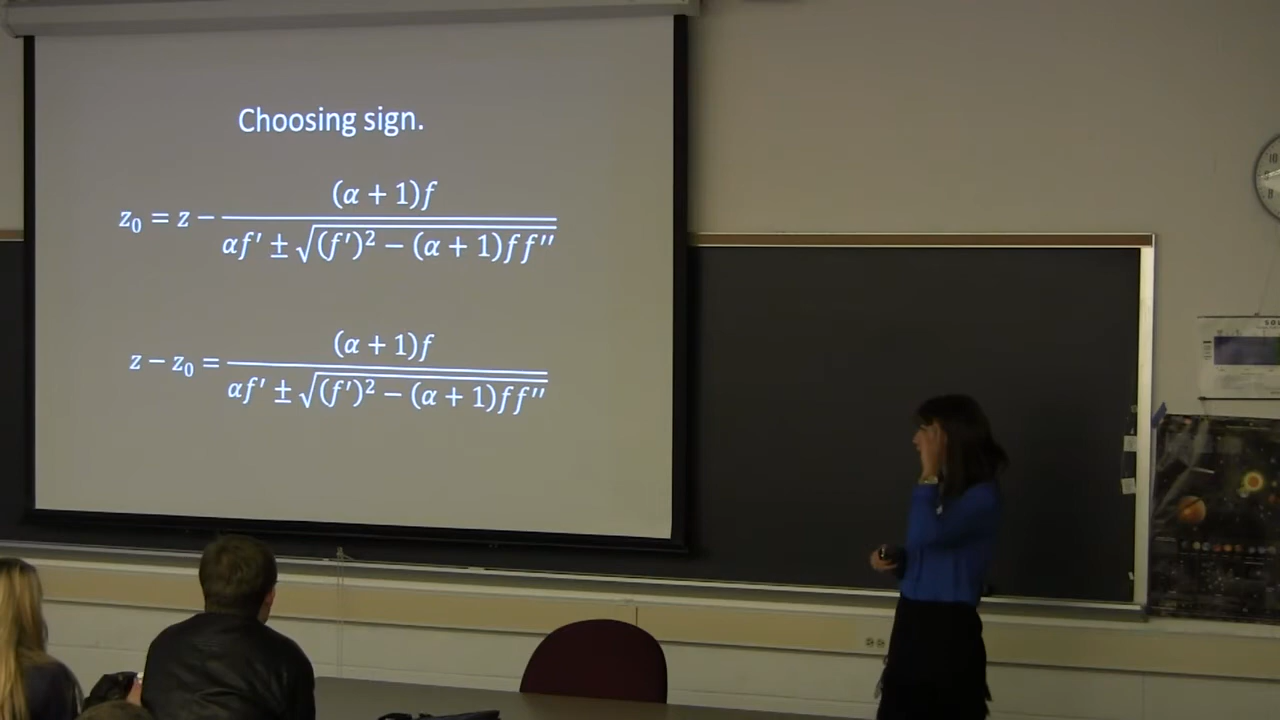 Choosing sign.
z₀ = z − (α + 1)f / (αf′ ± √((f′)² − (α + 1)ff″))
z − z₀ = (α + 1)f / (αf′ ± √((f′)² − (α + 1)ff″))